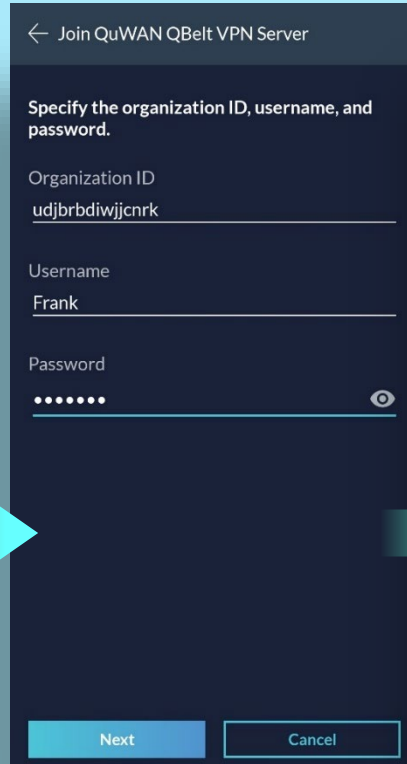 Join QuWAN QBelt VPN Server
Specify the organization ID, username, and
password.
Organization ID
udjbrbdiwjjcnrk
Username
Frank
Password
•••••••
Next
Cancel